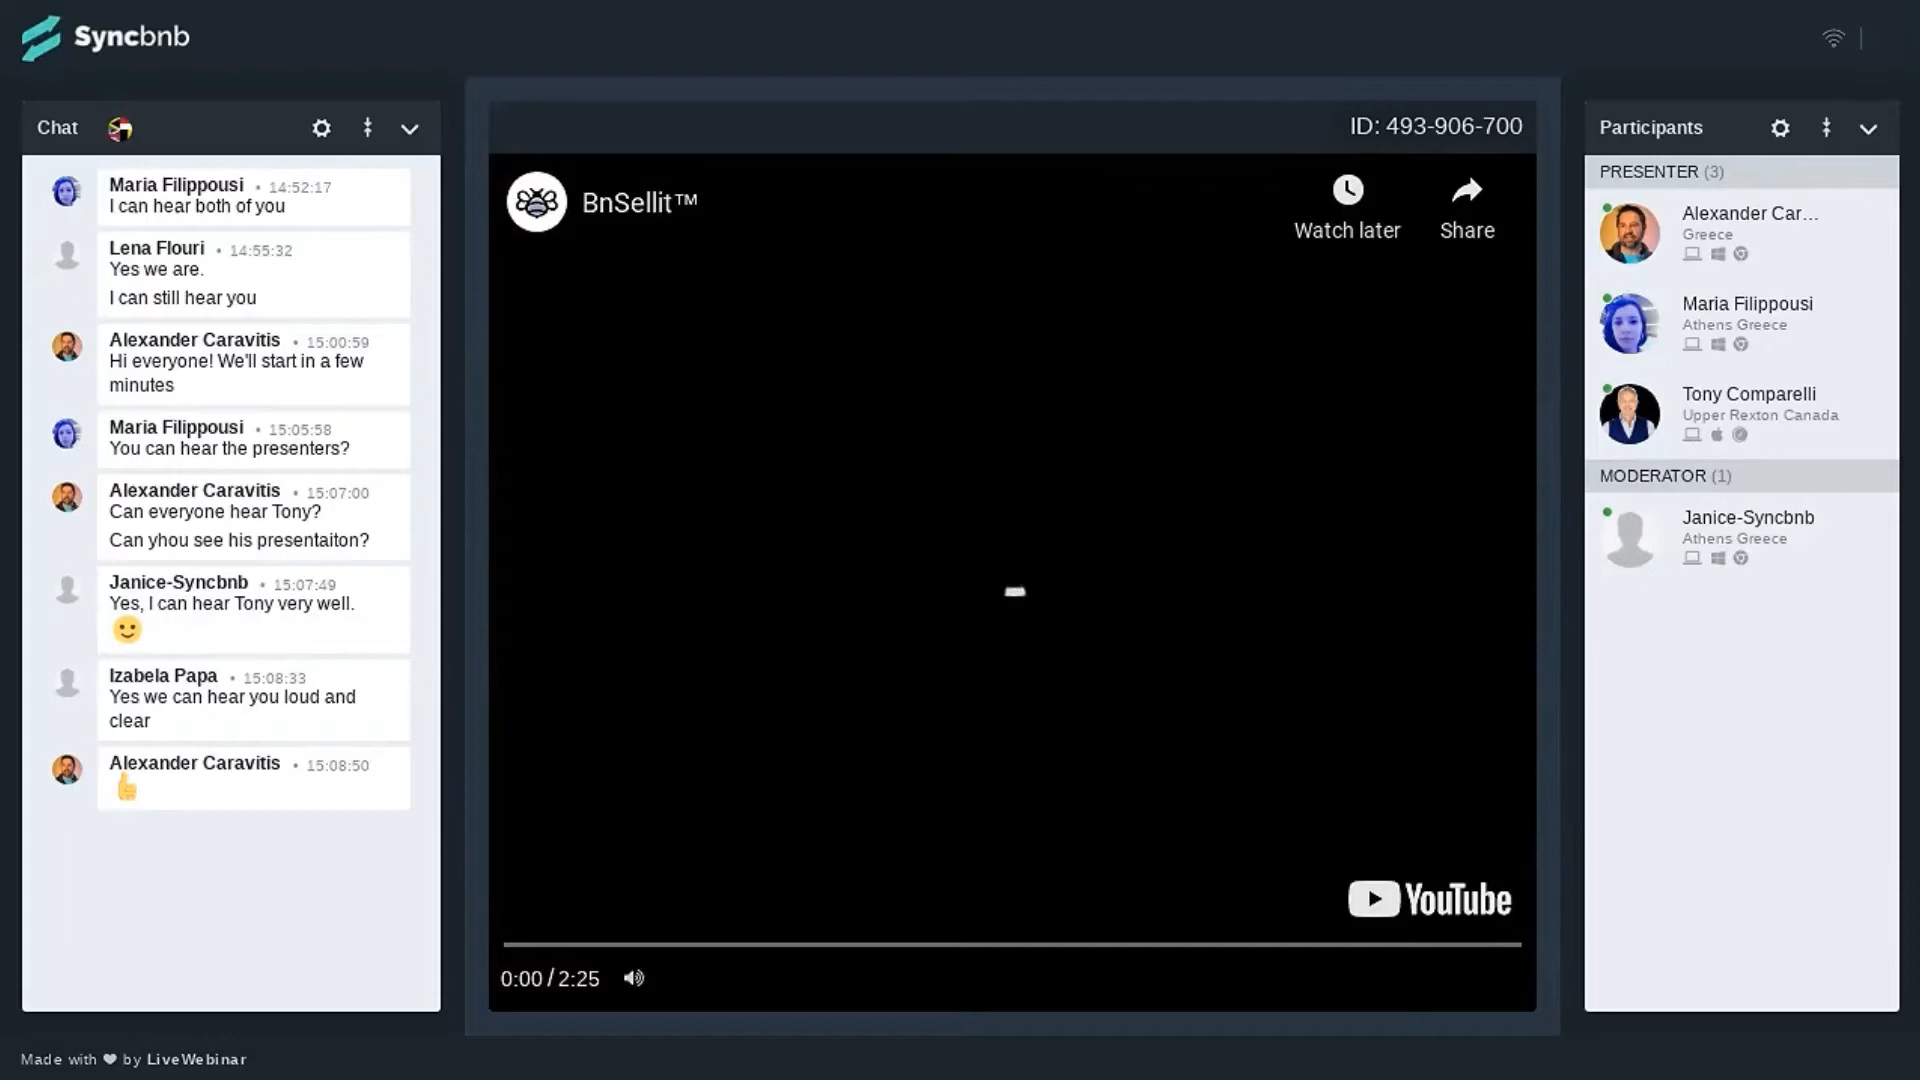 Syncbnb
Chat
Maria Filippousi • 14:52:17
I can hear both of you
Lena Flouri • 14:55:32
Yes we are.
I can still hear you
Alexander Caravitis • 15:00:59
Hi everyone! We'll start in a few
minutes
Maria Filippousi • 15:05:58
You can hear the presenters?
Alexander Caravitis • 15:07:00
Can everyone hear Tony?
Can yhou see his presentaiton?
Janice-Syncbnb • 15:07:49
Yes, I can hear Tony very well.
Izabela Papa • 15:08:33
Yes we can hear you loud and
clear
Alexander Caravitis • 15:08:50
ID: 493-906-700
BnSellit™
Watch later
Share
YouTube
0:00 / 2:25
Participants
PRESENTER (3)
Alexander Car...
Greece
Maria Filippousi
Athens Greece
Tony Comparelli
Upper Rexton Canada
MODERATOR (1)
Janice-Syncbnb
Athens Greece
Made with ❤ by LiveWebinar